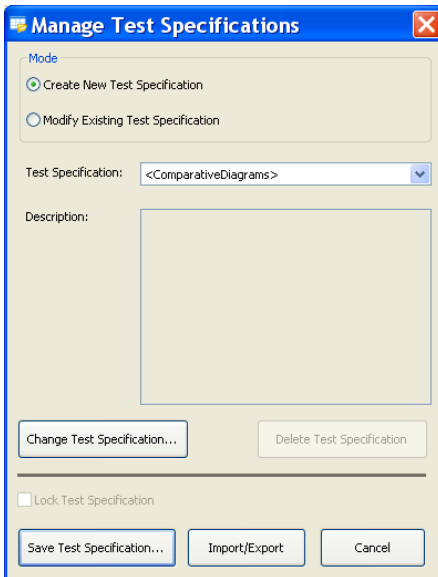 Manage Test Specifications
Mode
Create New Test Specification
Modify Existing Test Specification
Test Specification: <ComparativeDiagrams>
Description:
Change Test Specification... Delete Test Specification
Lock Test Specification
Save Test Specification... Import/Export Cancel